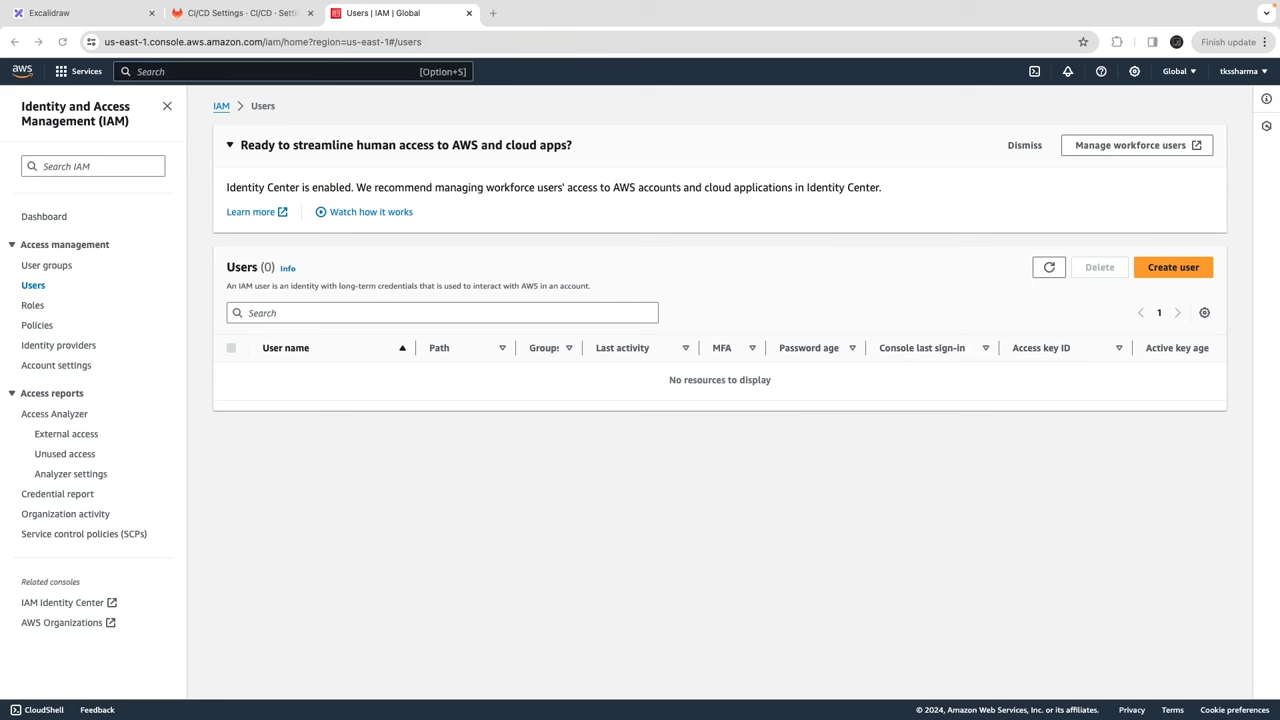 Excalidraw
CI/CD Settings · CI/CD · Setti
Users | IAM | Global
us-east-1.console.aws.amazon.com/iam/home?region=us-east-1#/users
Finish update
aws
Services
Search
[Option+S]
Global
tkssharma
Identity and Access
Management (IAM)
Search IAM
Dashboard
Access management
User groups
Users
Roles
Policies
Identity providers
Account settings
Access reports
Access Analyzer
External access
Unused access
Analyzer settings
Credential report
Organization activity
Service control policies (SCPs)
Related consoles
IAM Identity Center
AWS Organizations
IAM > Users
Ready to streamline human access to AWS and cloud apps?
Dismiss
Manage workforce users
Identity Center is enabled. We recommend managing workforce users' access to AWS accounts and cloud applications in Identity Center.
Learn more
Watch how it works
Users (0) Info
Delete
Create user
An IAM user is an identity with long-term credentials that is used to interact with AWS in an account.
Search
1
User name
Path
Groups
Last activity
MFA
Password age
Console last sign-in
Access key ID
Active key age
No resources to display
CloudShell
Feedback
© 2024, Amazon Web Services, Inc. or its affiliates.
Privacy
Terms
Cookie preferences